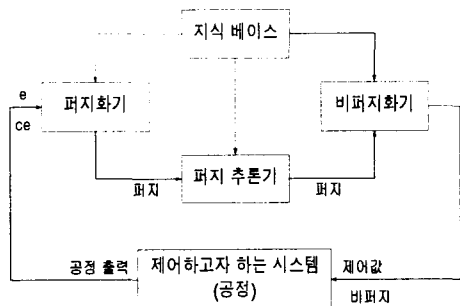 지식 베이스
e
ce
퍼지화기
비퍼지화기
퍼지 추론기
퍼지
퍼지
공정 출력
제어하고자 하는 시스템
(공정)
제어값
비퍼지